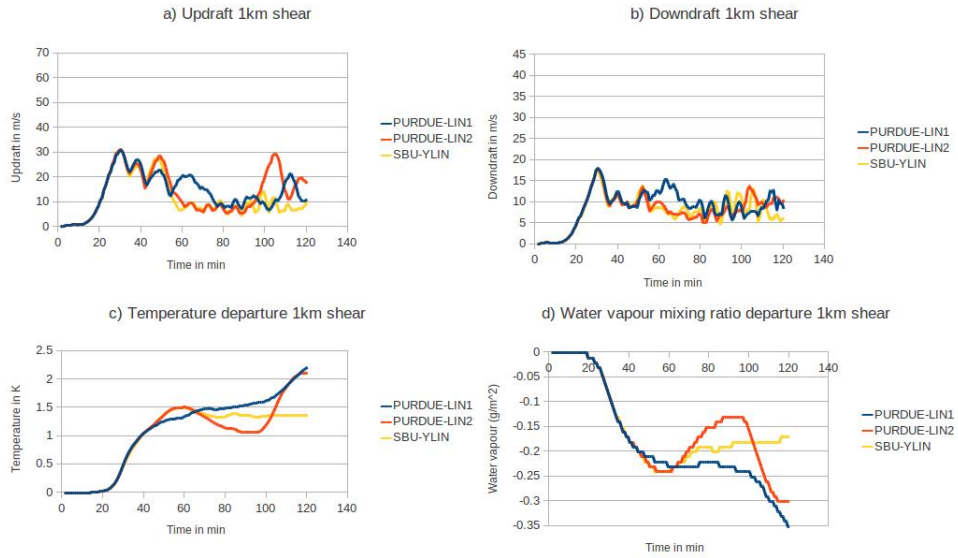 a) Updraft 1km shear
70
60
50
40
30
20
10
0
0 20 40 60 80 100 120 140
Updraft in m/s
Time in min
PURDUE-LIN1
PURDUE-LIN2
SBU-YLIN
b) Downdraft 1km shear
45
40
35
30
25
20
15
10
5
0
0 20 40 60 80 100 120 140
Downdraft in m/s
Time in min
PURDUE-LIN1
PURDUE-LIN2
SBU-YLIN
c) Temperature departure 1km shear
2.5
2
1.5
1
0.5
0
0 20 40 60 80 100 120 140
Temperature in K
Time in min
PURDUE-LIN1
PURDUE-LIN2
SBU-YLIN
d) Water vapour mixing ratio departure 1km shear
0
0 20 40 60 80 100 120 140
-0.05
-0.1
-0.15
-0.2
-0.25
-0.3
-0.35
Water vapour (g/m^2)
Time in min
PURDUE-LIN1
PURDUE-LIN2
SBU-YLIN